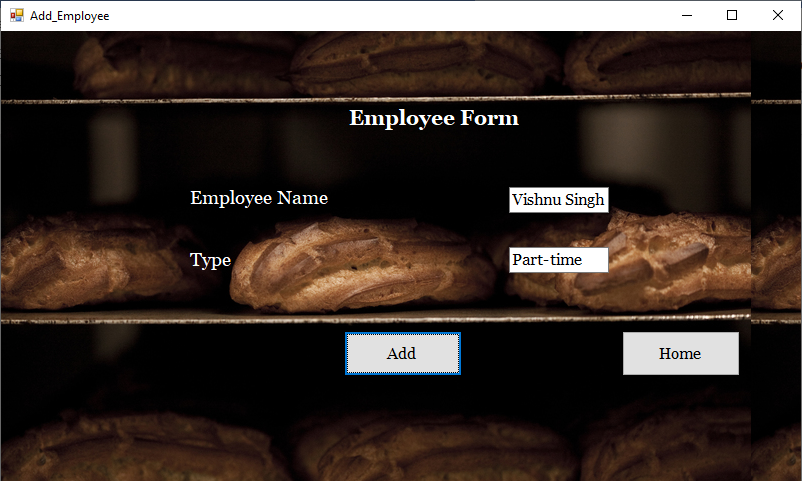 Add_Employee
Employee Form
Employee Name Vishnu Singh
Type Part-time
Add Home